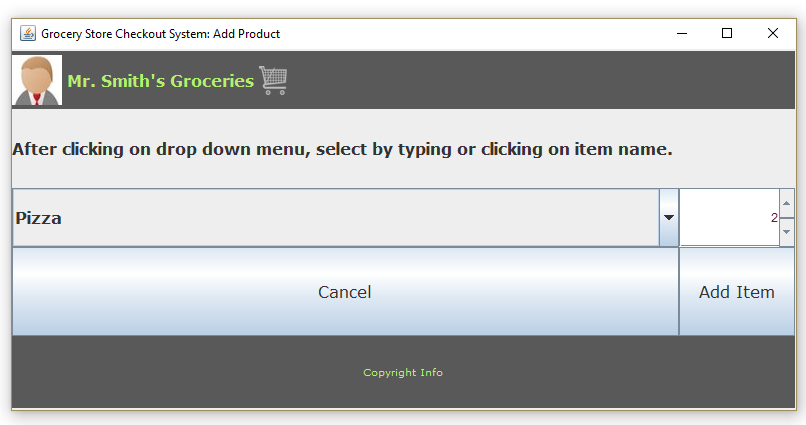 Grocery Store Checkout System: Add Product
Mr. Smith's Groceries
After clicking on drop down menu, select by typing or clicking on item name.
Pizza
2
Cancel
Add Item
Copyright Info